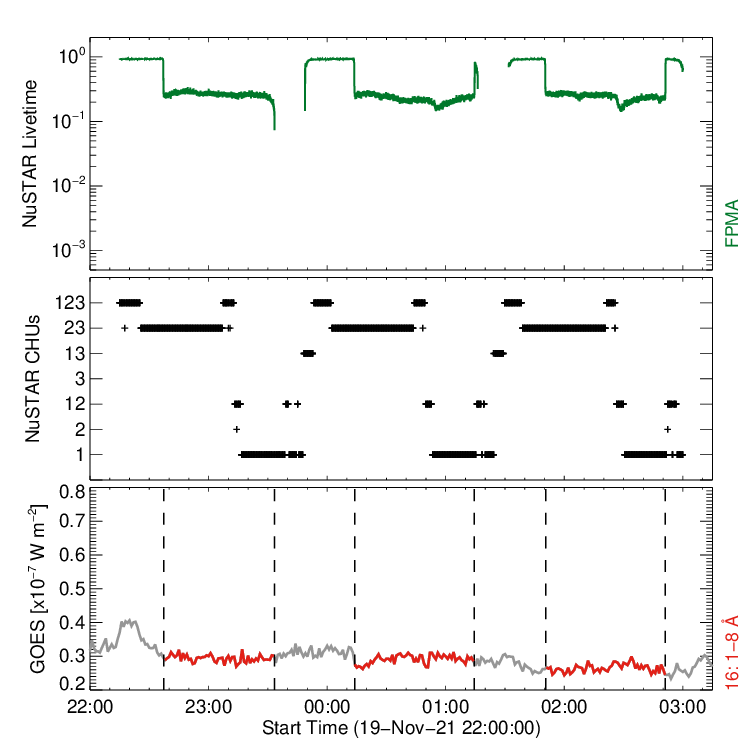 NuSTAR Livetime
10⁰
10⁻¹
10⁻²
10⁻³
FPMA
NuSTAR CHUs
123
23
13
3
12
2
1
GOES [x10⁻⁷ W m⁻²]
0.8
0.7
0.6
0.5
0.4
0.3
0.2
16: 1−8 Å
22:00 23:00 00:00 01:00 02:00 03:00
Start Time (19−Nov−21 22:00:00)